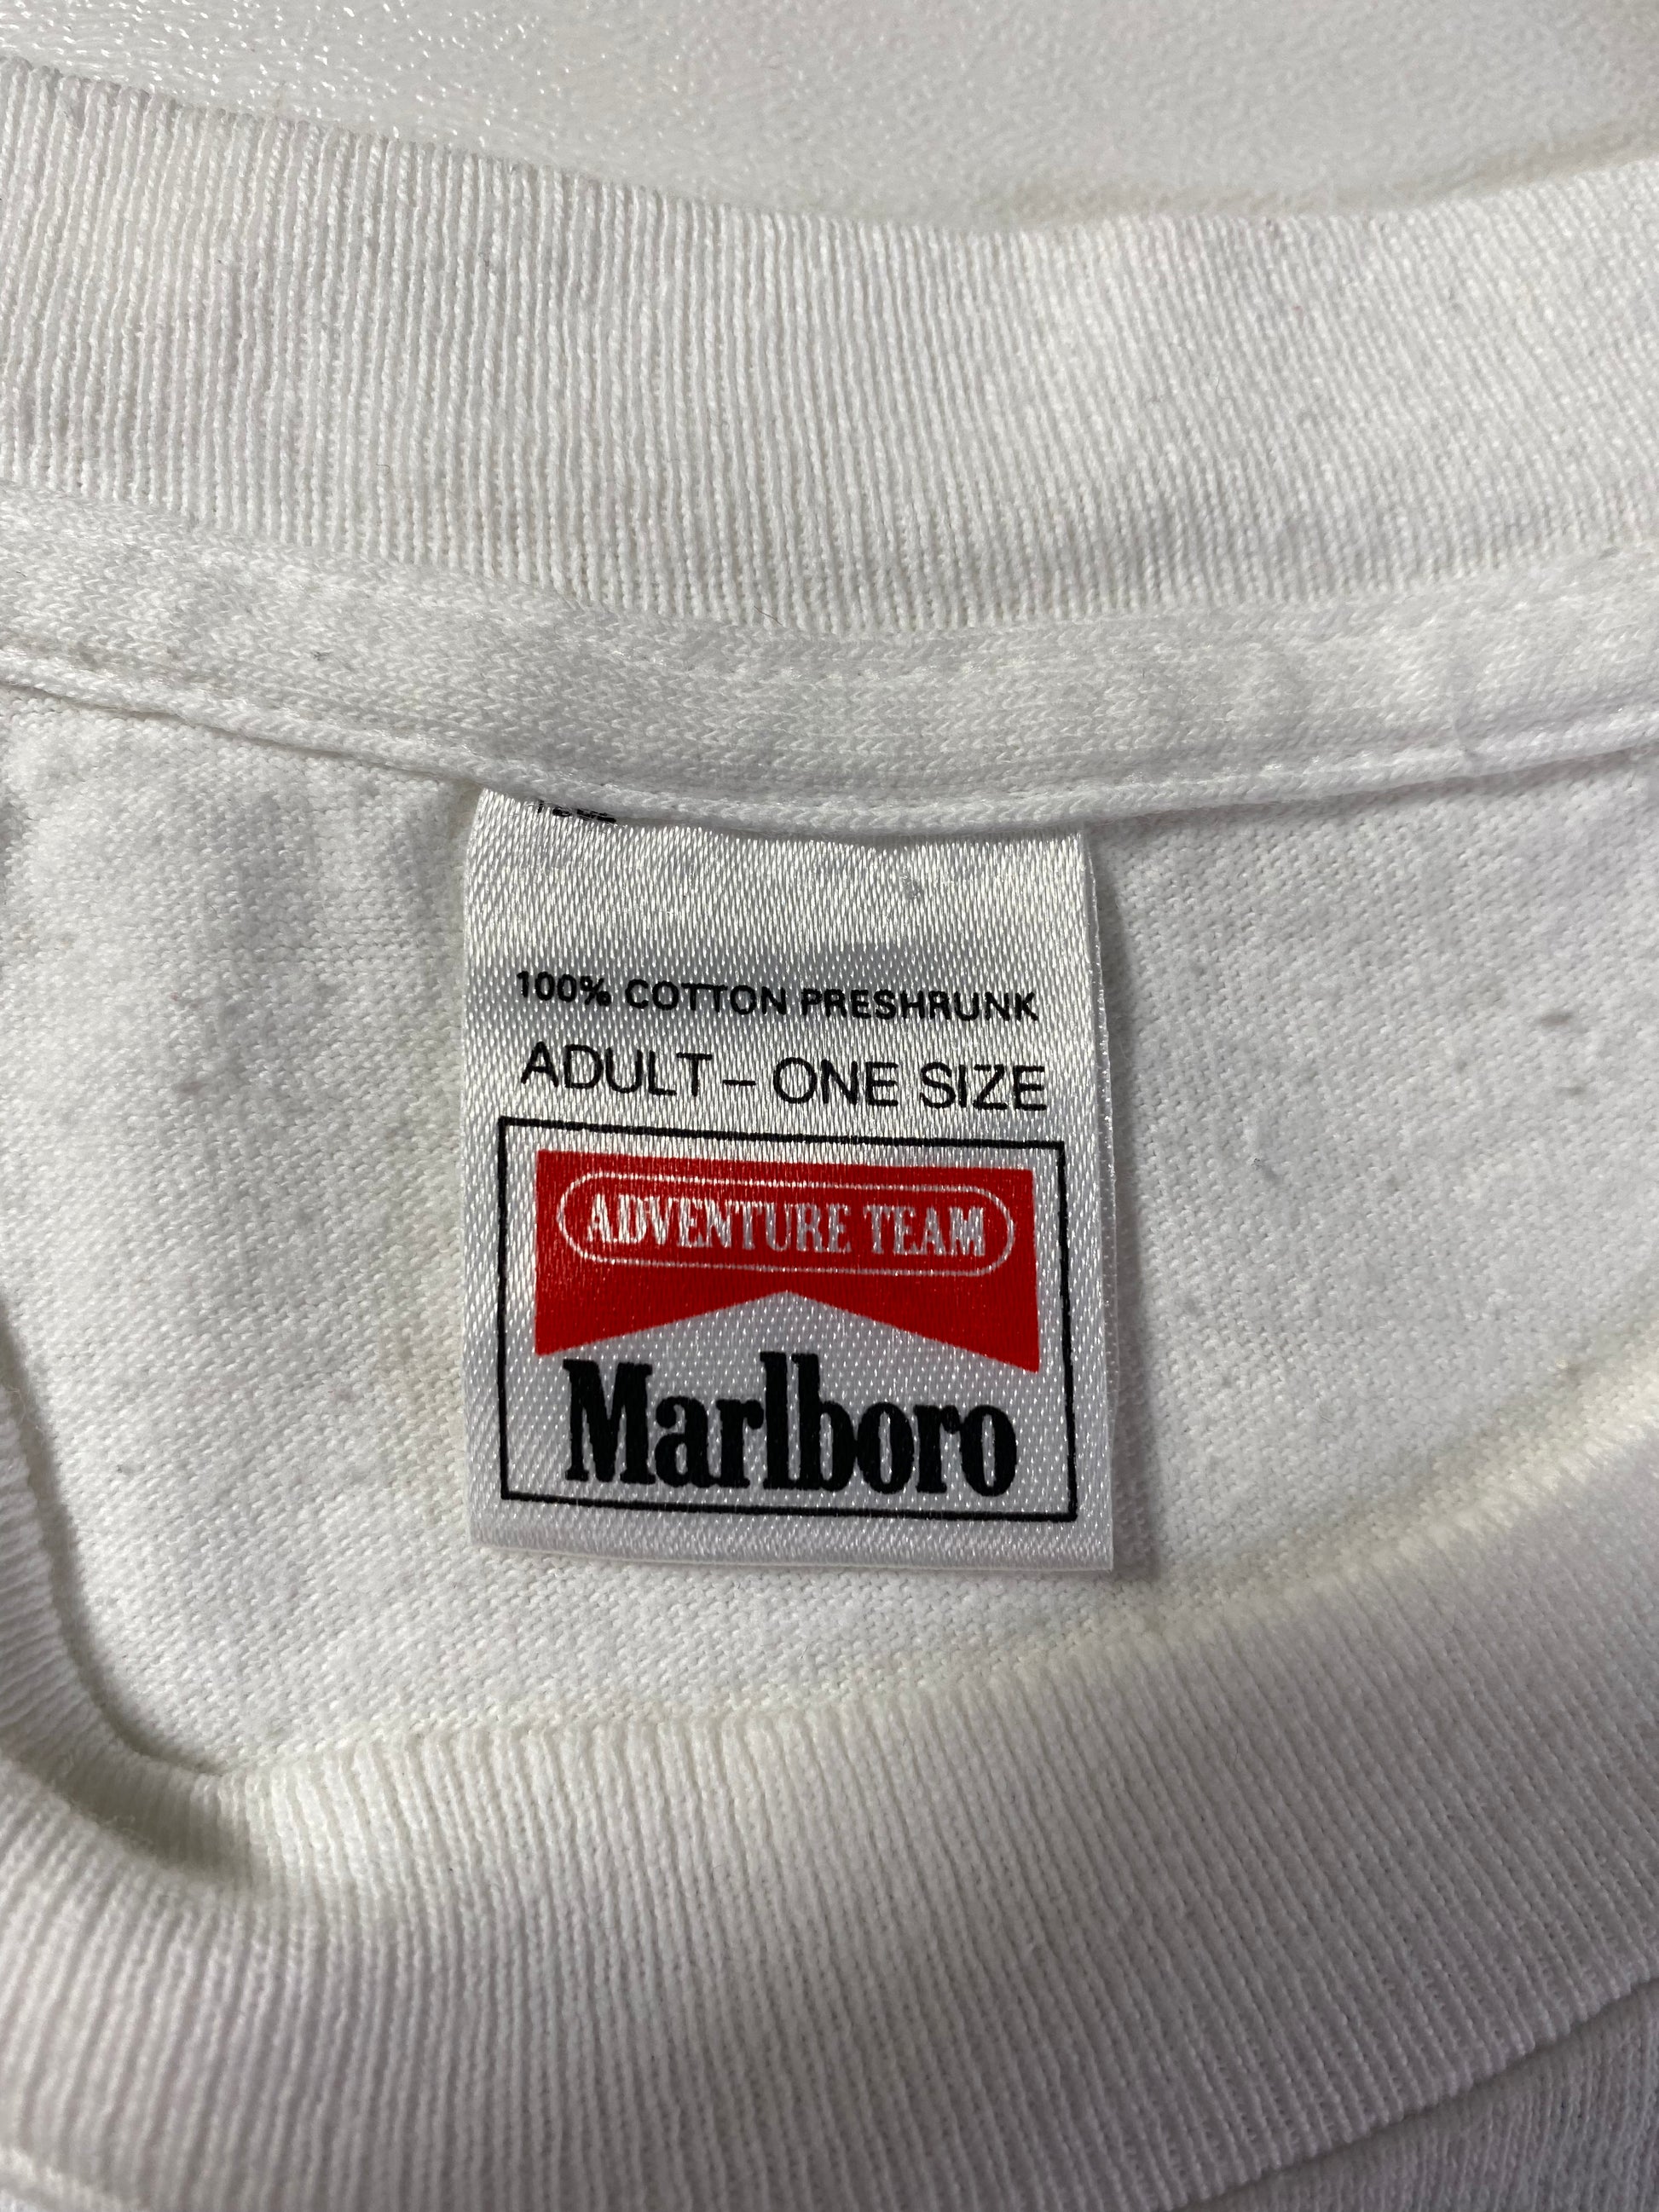 100% COTTON PRESHRUNK
ADULT – ONE SIZE
ADVENTURE TEAM
Marlboro